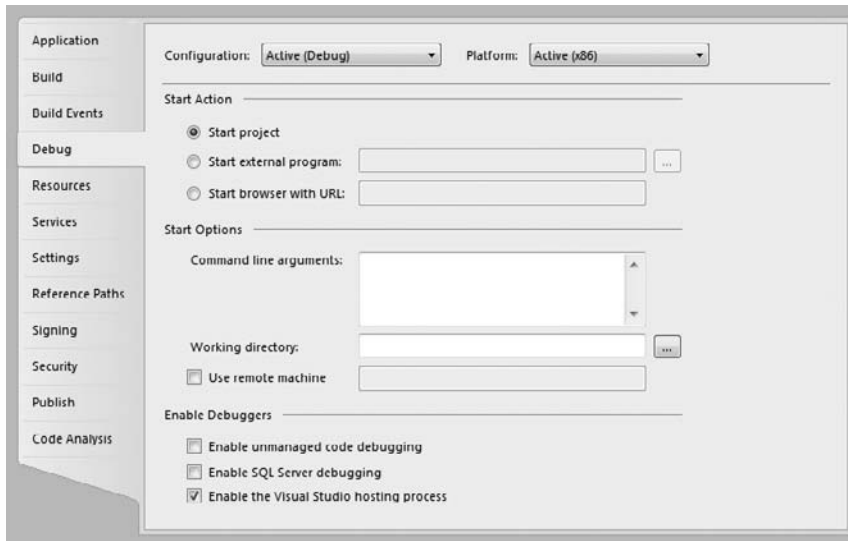 Application
Build
Build Events
Debug
Resources
Services
Settings
Reference Paths
Signing
Security
Publish
Code Analysis
Configuration: Active (Debug) Platform: Active (x86)
Start Action
Start project
Start external program: ...
Start browser with URL:
Start Options
Command line arguments:
Working directory: ...
Use remote machine
Enable Debuggers
Enable unmanaged code debugging
Enable SQL Server debugging
Enable the Visual Studio hosting process